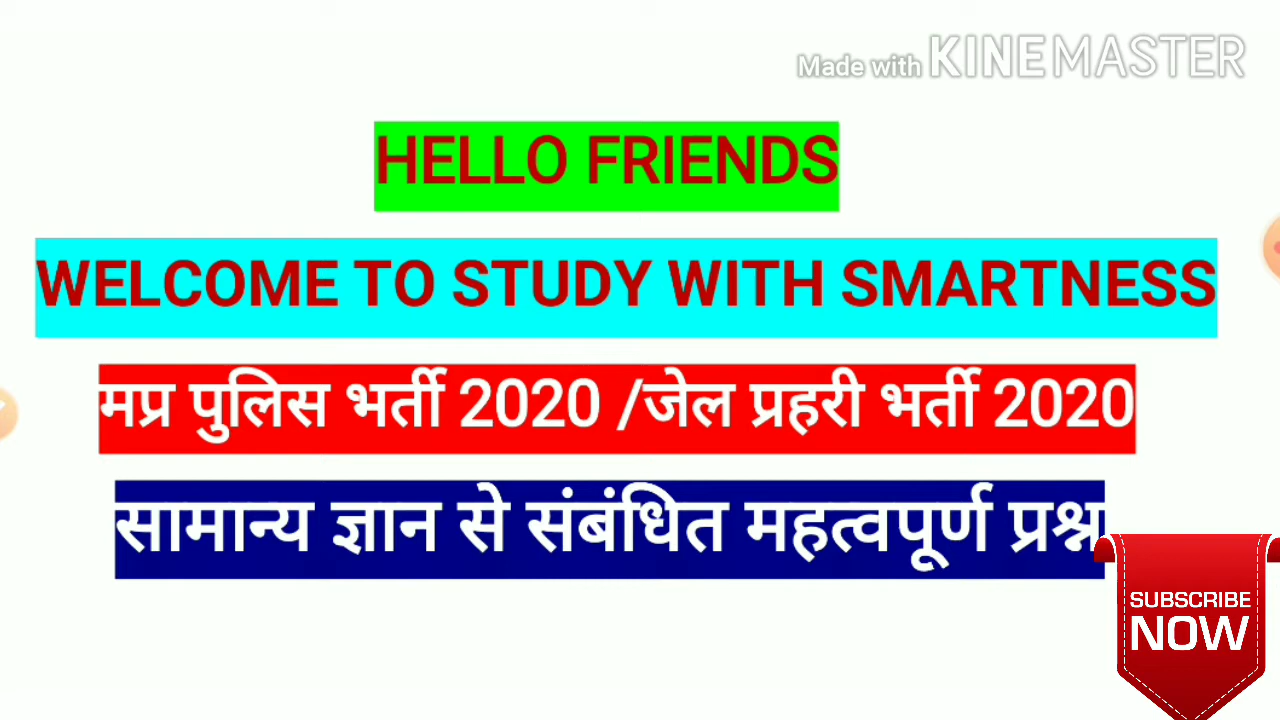 Made with KINEMASTER
HELLO FRIENDS
WELCOME TO STUDY WITH SMARTNESS
मप्र पुलिस भर्ती 2020 /जेल प्रहरी भर्ती 2020
सामान्य ज्ञान से संबंधित महत्वपूर्ण प्रश्न
SUBSCRIBE
NOW